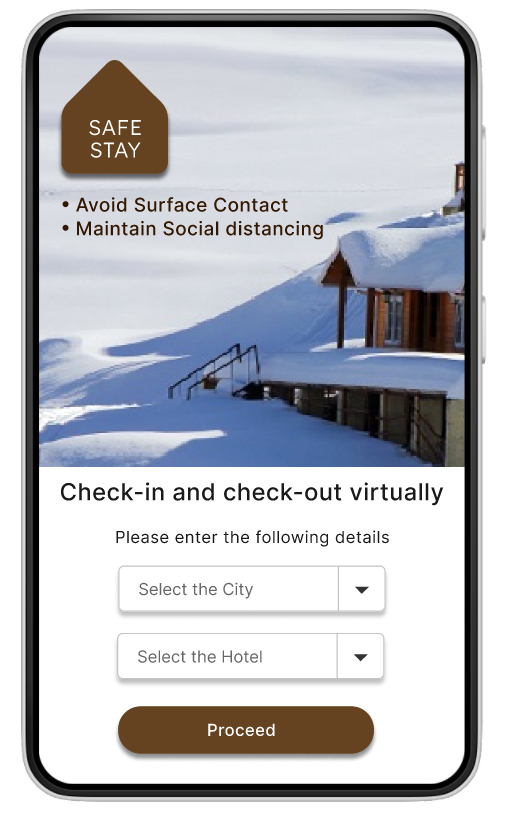 SAFE
STAY
• Avoid Surface Contact
• Maintain Social distancing
Check-in and check-out virtually
Please enter the following details
Select the City
Select the Hotel
Proceed